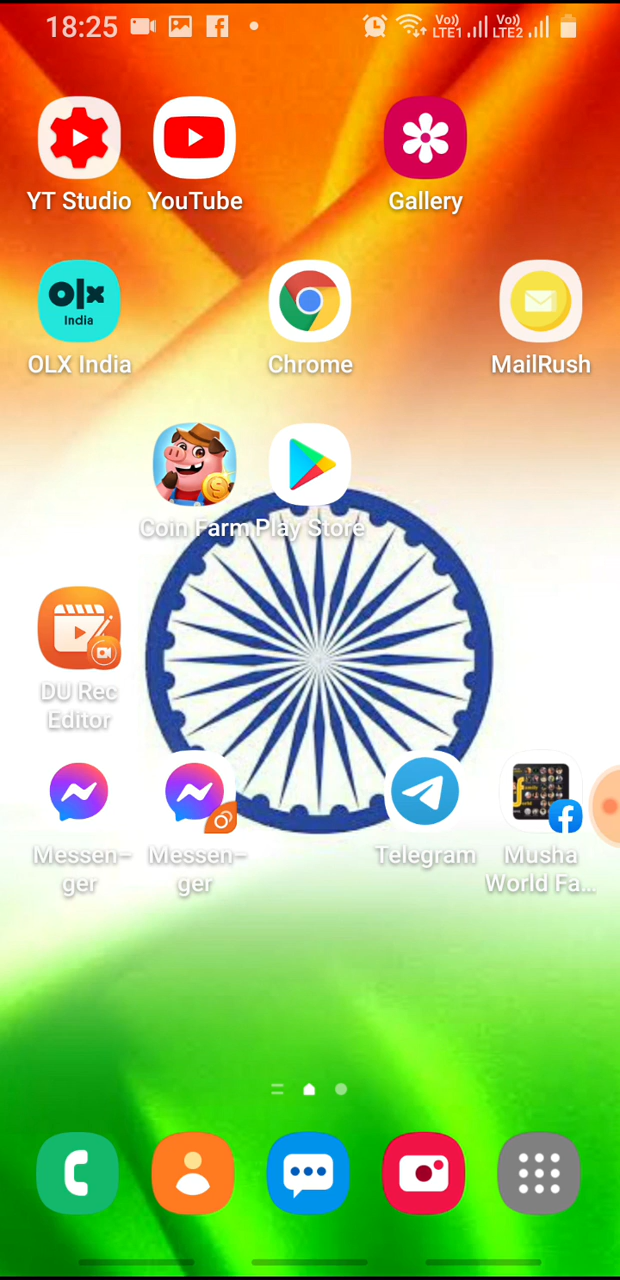 18:25
Vo)) LTE1 Vo)) LTE2
YT Studio YouTube Gallery
olx
India
OLX India Chrome MailRush
Coin Farm Play Store
DU Rec
Editor
Messen-
ger
Messen-
ger
Telegram
Musha
World Fa...